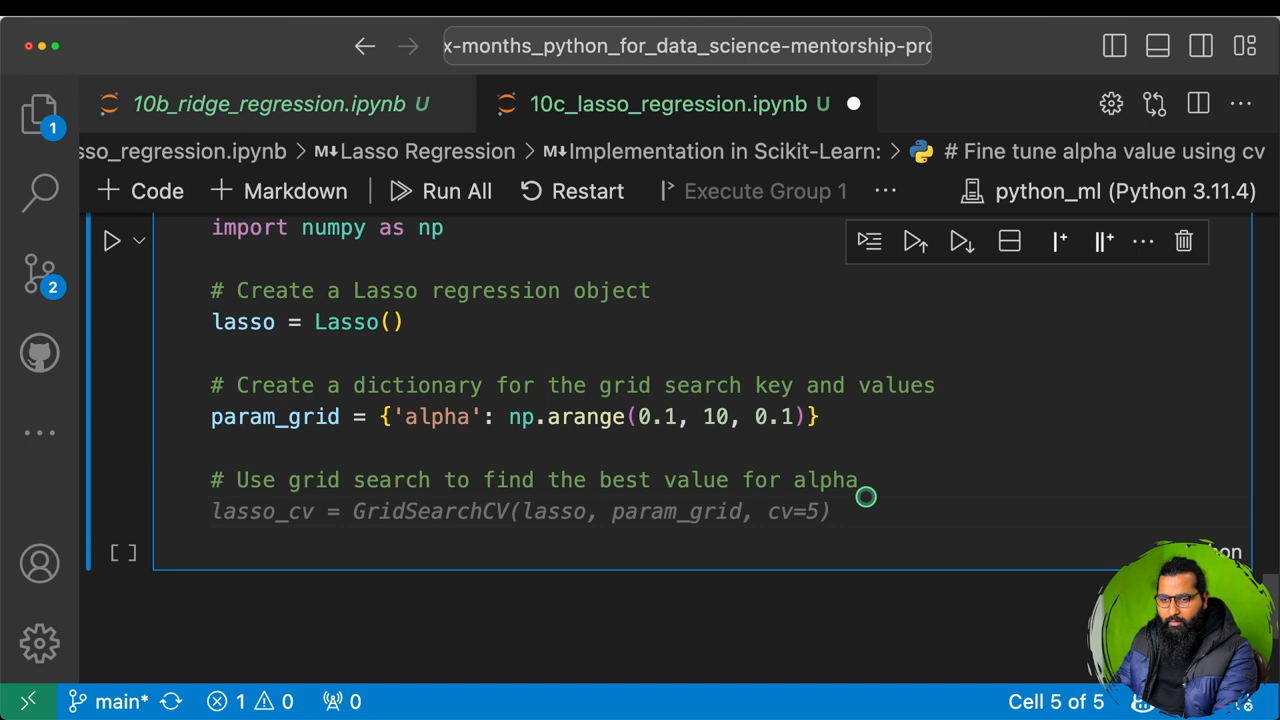 x-months_python_for_data_science-mentorship-pro
10b_ridge_regression.ipynb U
10c_lasso_regression.ipynb U
sso_regression.ipynb > M↓Lasso Regression > M↓Implementation in Scikit-Learn: > # Fine tune alpha value using cv
+ Code + Markdown | Run All Restart Execute Group 1 ... python_ml (Python 3.11.4)
import numpy as np
# Create a Lasso regression object
lasso = Lasso()
# Create a dictionary for the grid search key and values
param_grid = {'alpha': np.arange(0.1, 10, 0.1)}
# Use grid search to find the best value for alpha
lasso_cv = GridSearchCV(lasso, param_grid, cv=5)
[ ]
1
2
main* 1 0 0 Cell 5 of 5